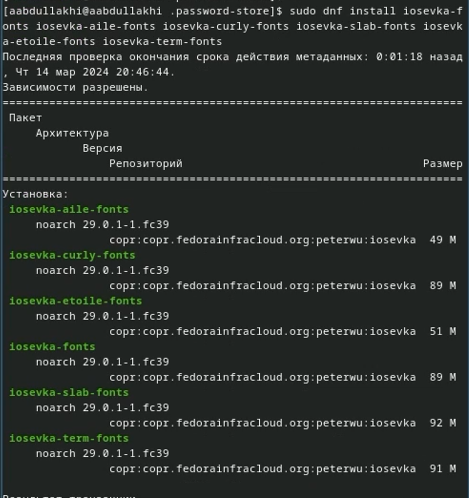 [aabdullakhi@aabdullakhi .password-store]$ sudo dnf install iosevka-f
onts iosevka-aile-fonts iosevka-curly-fonts iosevka-slab-fonts iosevk
a-etoile-fonts iosevka-term-fonts
Последняя проверка окончания срока действия метаданных: 0:01:18 назад
, Чт 14 мар 2024 20:46:44.
Зависимости разрешены.
=====================================================================
Пакет
Архитектура
Версия
Репозиторий Размер
=====================================================================
Установка:
iosevka-aile-fonts
noarch 29.0.1-1.fc39
copr:copr.fedorainfracloud.org:peterwu:iosevka 49 M
iosevka-curly-fonts
noarch 29.0.1-1.fc39
copr:copr.fedorainfracloud.org:peterwu:iosevka 89 M
iosevka-etoile-fonts
noarch 29.0.1-1.fc39
copr:copr.fedorainfracloud.org:peterwu:iosevka 51 M
iosevka-fonts
noarch 29.0.1-1.fc39
copr:copr.fedorainfracloud.org:peterwu:iosevka 89 M
iosevka-slab-fonts
noarch 29.0.1-1.fc39
copr:copr.fedorainfracloud.org:peterwu:iosevka 92 M
iosevka-term-fonts
noarch 29.0.1-1.fc39
copr:copr.fedorainfracloud.org:peterwu:iosevka 91 M